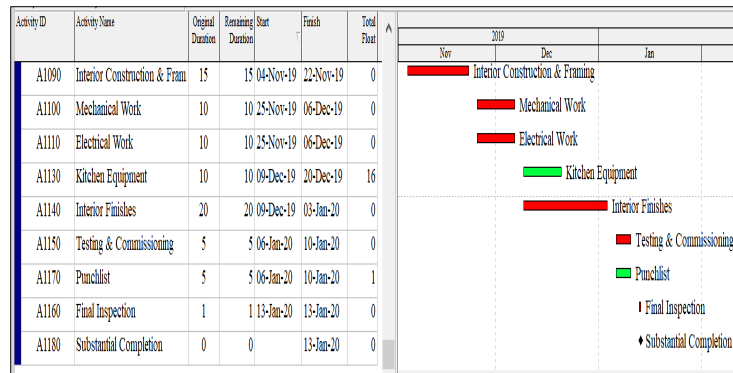 Activity ID Activity Name Original Duration Remaining Duration Start Finish Total Float
2019
Nov Dec Jan
A1090 Interior Construction & Fram 15 15 04-Nov-19 22-Nov-19 0 Interior Construction & Framing
A1100 Mechanical Work 10 10 25-Nov-19 06-Dec-19 0 Mechanical Work
A1110 Electrical Work 10 10 25-Nov-19 06-Dec-19 0 Electrical Work
A1130 Kitchen Equipment 10 10 09-Dec-19 20-Dec-19 16 Kitchen Equipment
A1140 Interior Finishes 20 20 09-Dec-19 03-Jan-20 0 Interior Finishes
A1150 Testing & Commissioning 5 5 06-Jan-20 10-Jan-20 0 Testing & Commissioning
A1170 Punchlist 5 5 06-Jan-20 10-Jan-20 1 Punchlist
A1160 Final Inspection 1 1 13-Jan-20 13-Jan-20 0 Final Inspection
A1180 Substantial Completion 0 0 13-Jan-20 0 Substantial Completion